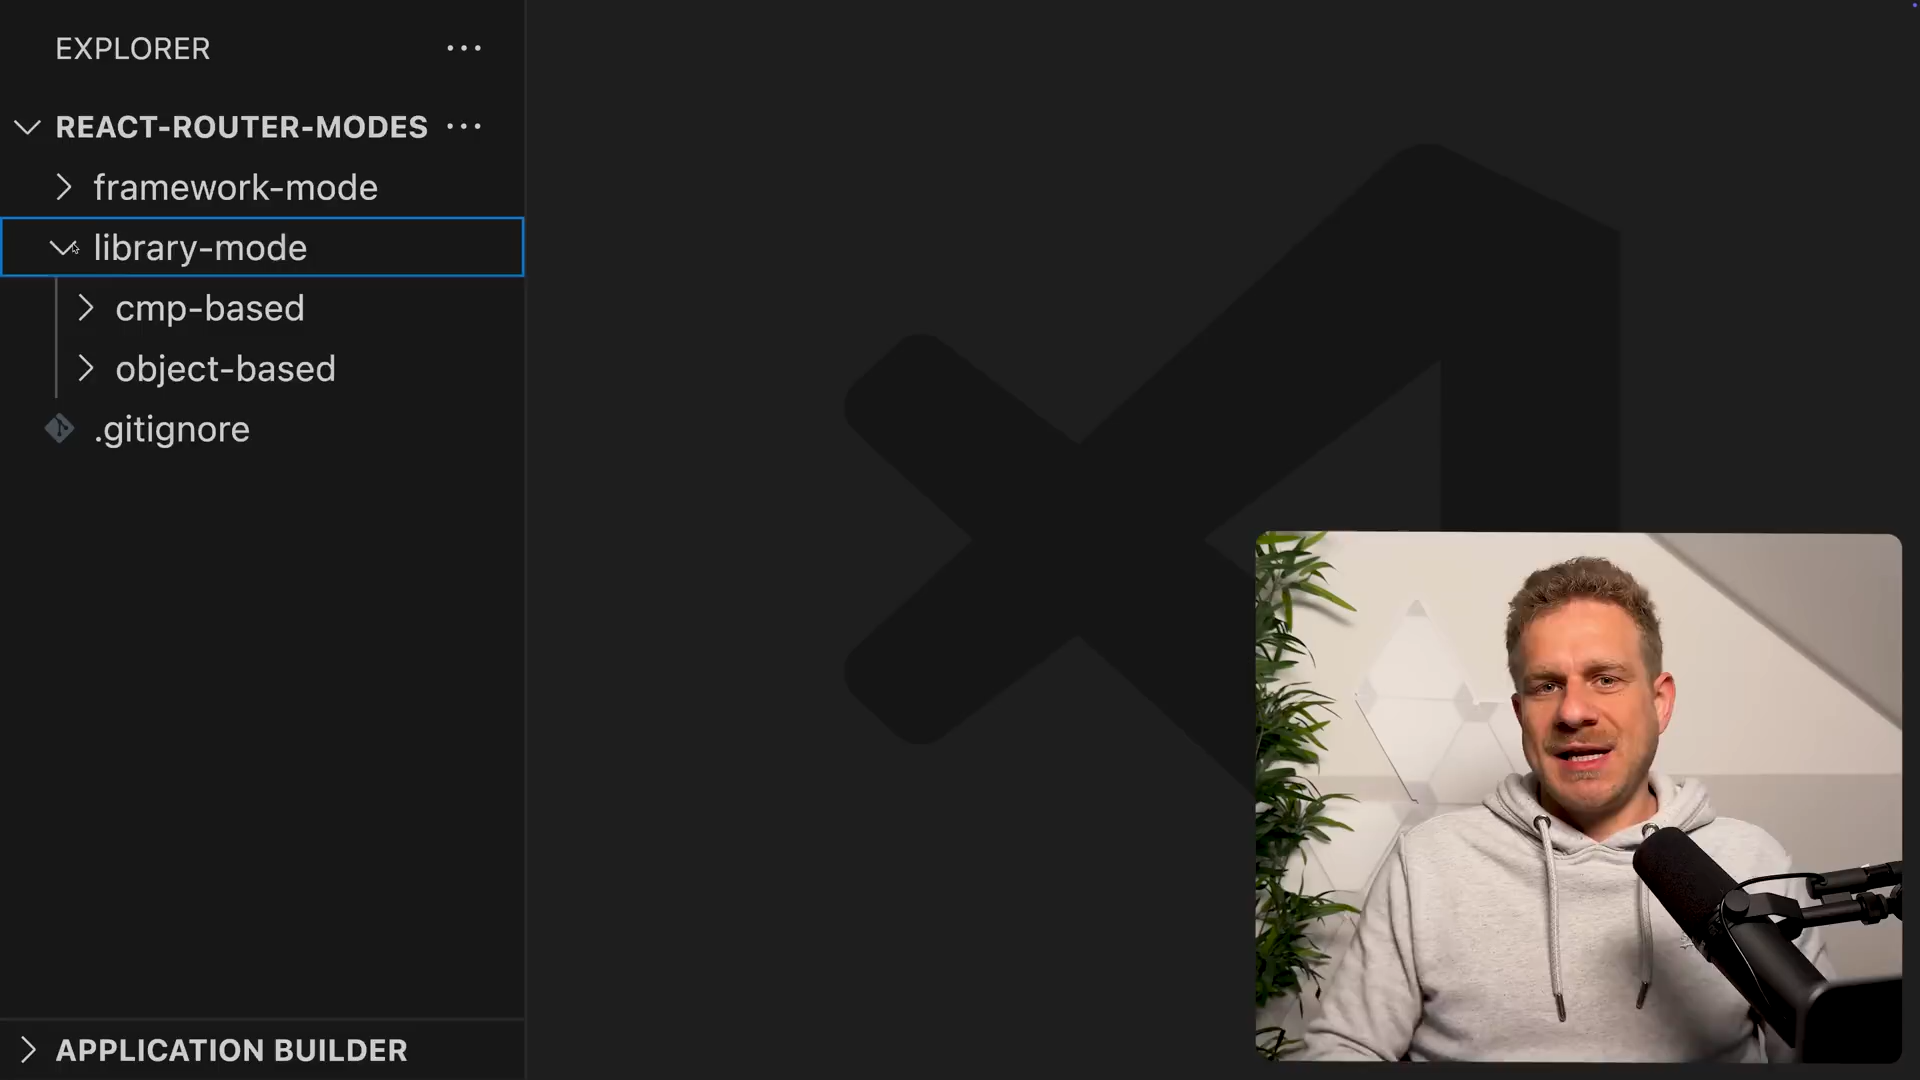 EXPLORER
REACT-ROUTER-MODES
framework-mode
library-mode
cmp-based
object-based
.gitignore
APPLICATION BUILDER